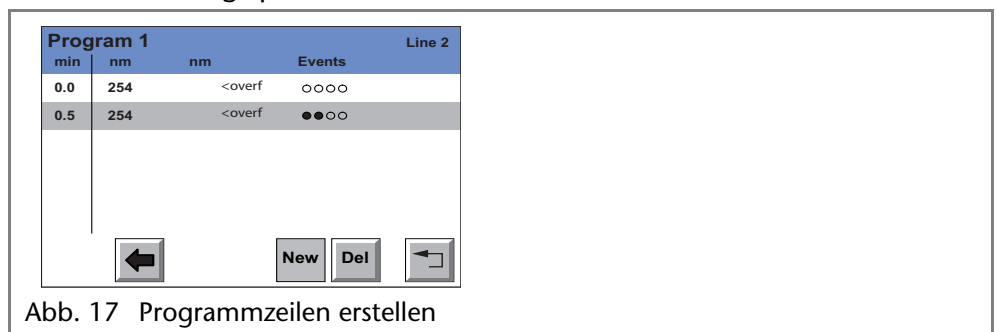 Program 1 Line 2
min nm nm Events
0.0 254 <overf
0.5 254 <overf
New Del
Abb. 17 Programmzeilen erstellen